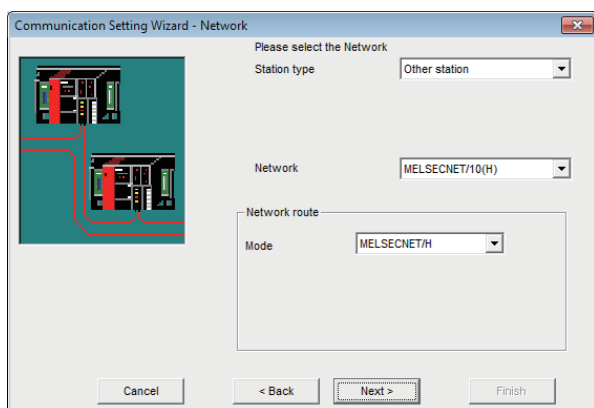 Communication Setting Wizard - Network
Please select the Network
Station type
Other station
Network
MELSECNET/10(H)
Network route
Mode
MELSECNET/H
Cancel
< Back
Next >
Finish